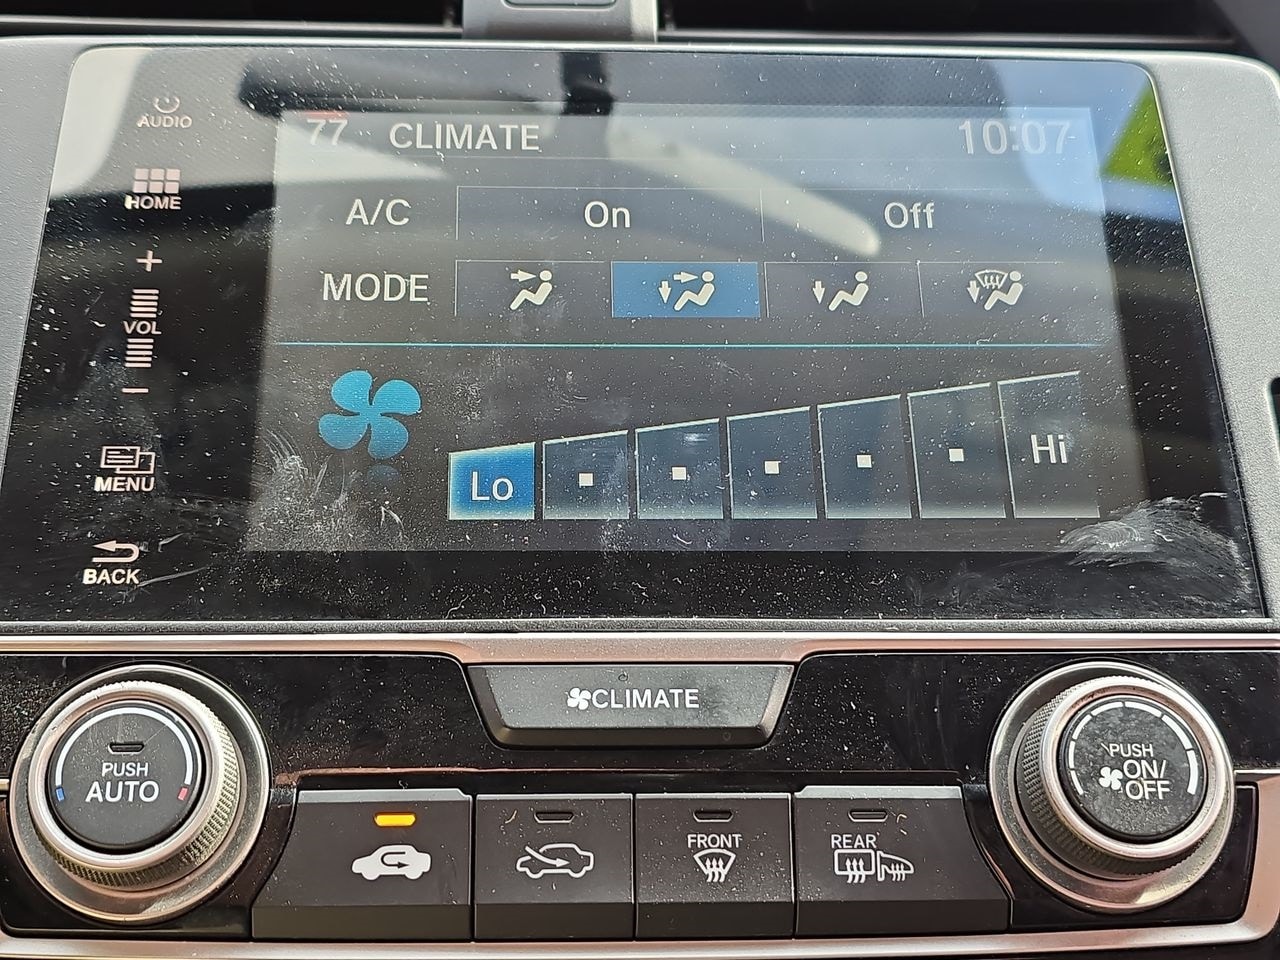 AUDIO
77 CLIMATE 10:07
HOME
A/C On Off
+
VOL
-
MODE
MENU
Lo Hi
BACK
CLIMATE
PUSH
AUTO
PUSH
ON/
OFF
FRONT
REAR